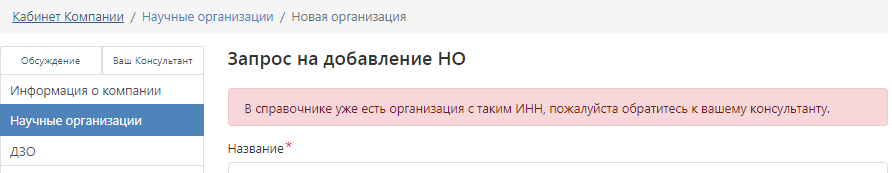 Кабинет Компании / Научные организации / Новая организация
Обсуждение Ваш Консультант
Информация о компании
Научные организации
ДЗО
Запрос на добавление НО
В справочнике уже есть организация с таким ИНН, пожалуйста обратитесь к вашему консультанту.
Название*